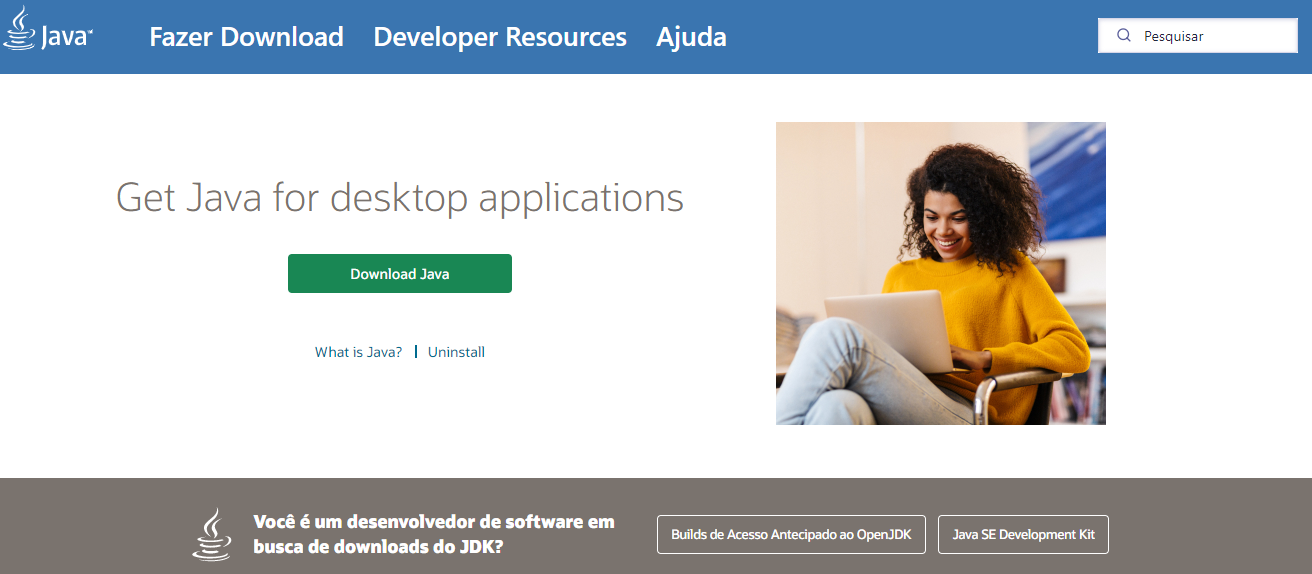 Java
Fazer Download
Developer Resources
Ajuda
Pesquisar
Get Java for desktop applications
Download Java
What is Java? | Uninstall
Você é um desenvolvedor de software em
busca de downloads do JDK?
Builds de Acesso Antecipado ao OpenJDK
Java SE Development Kit